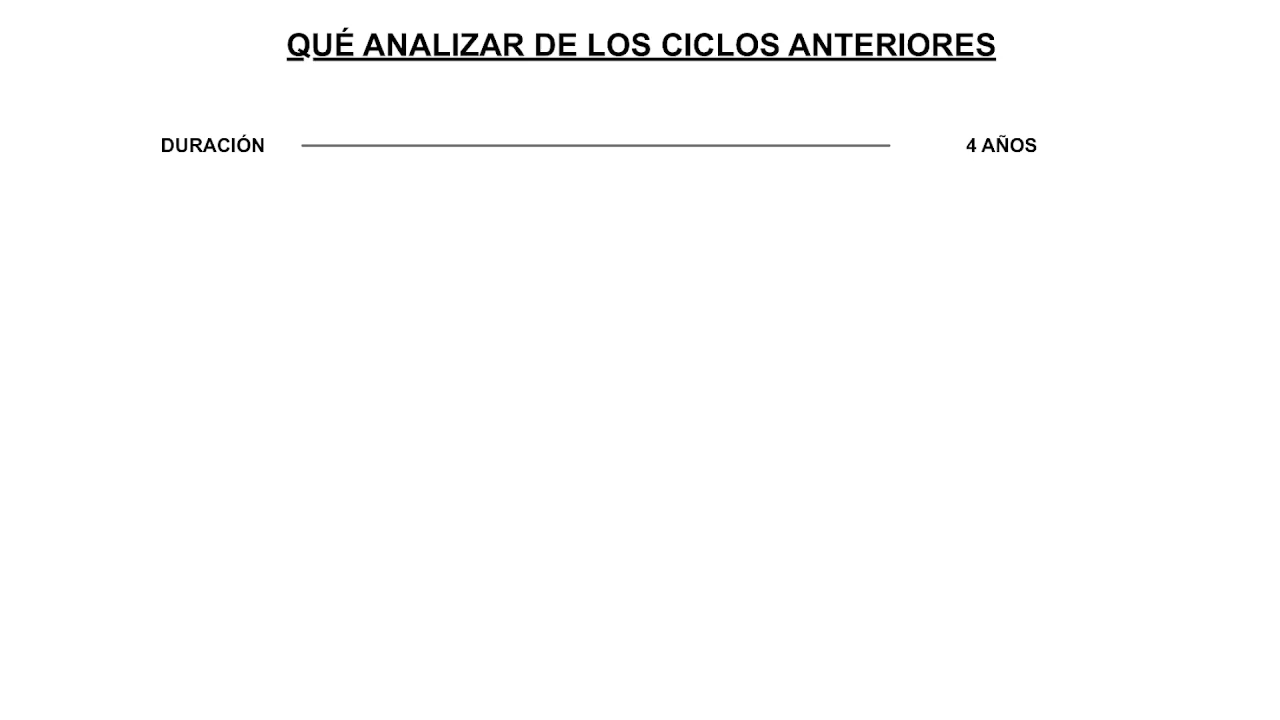 QUÉ ANALIZAR DE LOS CICLOS ANTERIORES
DURACIÓN 4 AÑOS